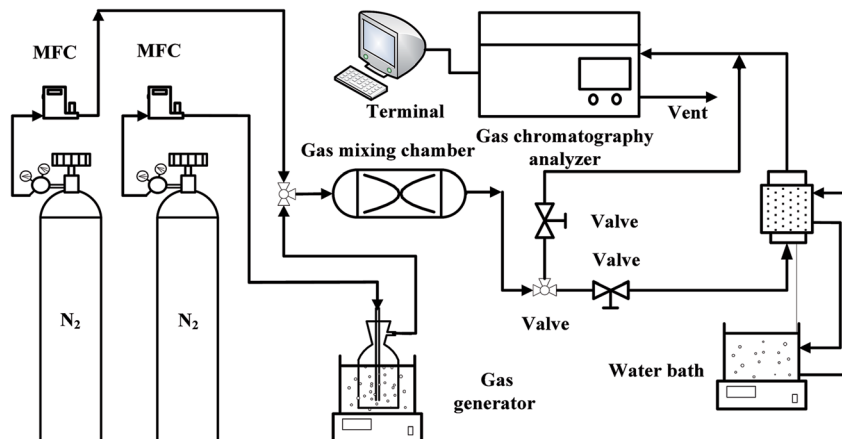 MFC
MFC
Terminal
Vent
Gas chromatography
analyzer
Gas mixing chamber
Valve
Valve
Valve
N₂
N₂
Water bath
Gas
generator